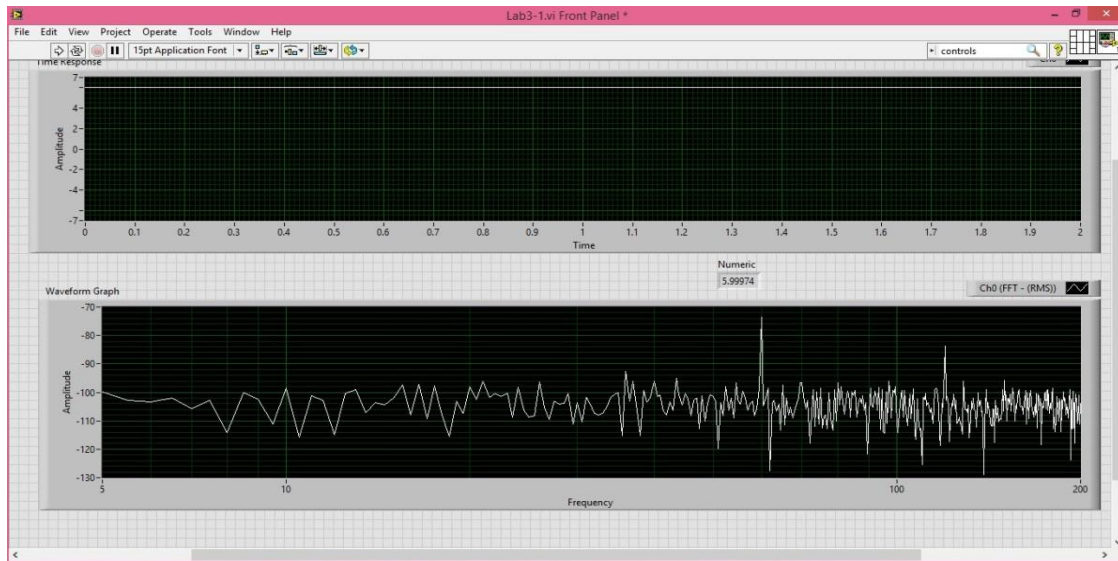 Lab3-1.vi Front Panel *
File Edit View Project Operate Tools Window Help
15pt Application Font
controls
Time Response
Ch0
7
4
2
0
-2
-4
-7
Amplitude
0 0.1 0.2 0.3 0.4 0.5 0.6 0.7 0.8 0.9 1 1.1 1.2 1.3 1.4 1.5 1.6 1.7 1.8 1.9 2
Time
Numeric
5.99974
Waveform Graph
Ch0 (FFT - (RMS))
-70
-80
-90
-100
-110
-120
-130
Amplitude
5 10 100 200
Frequency